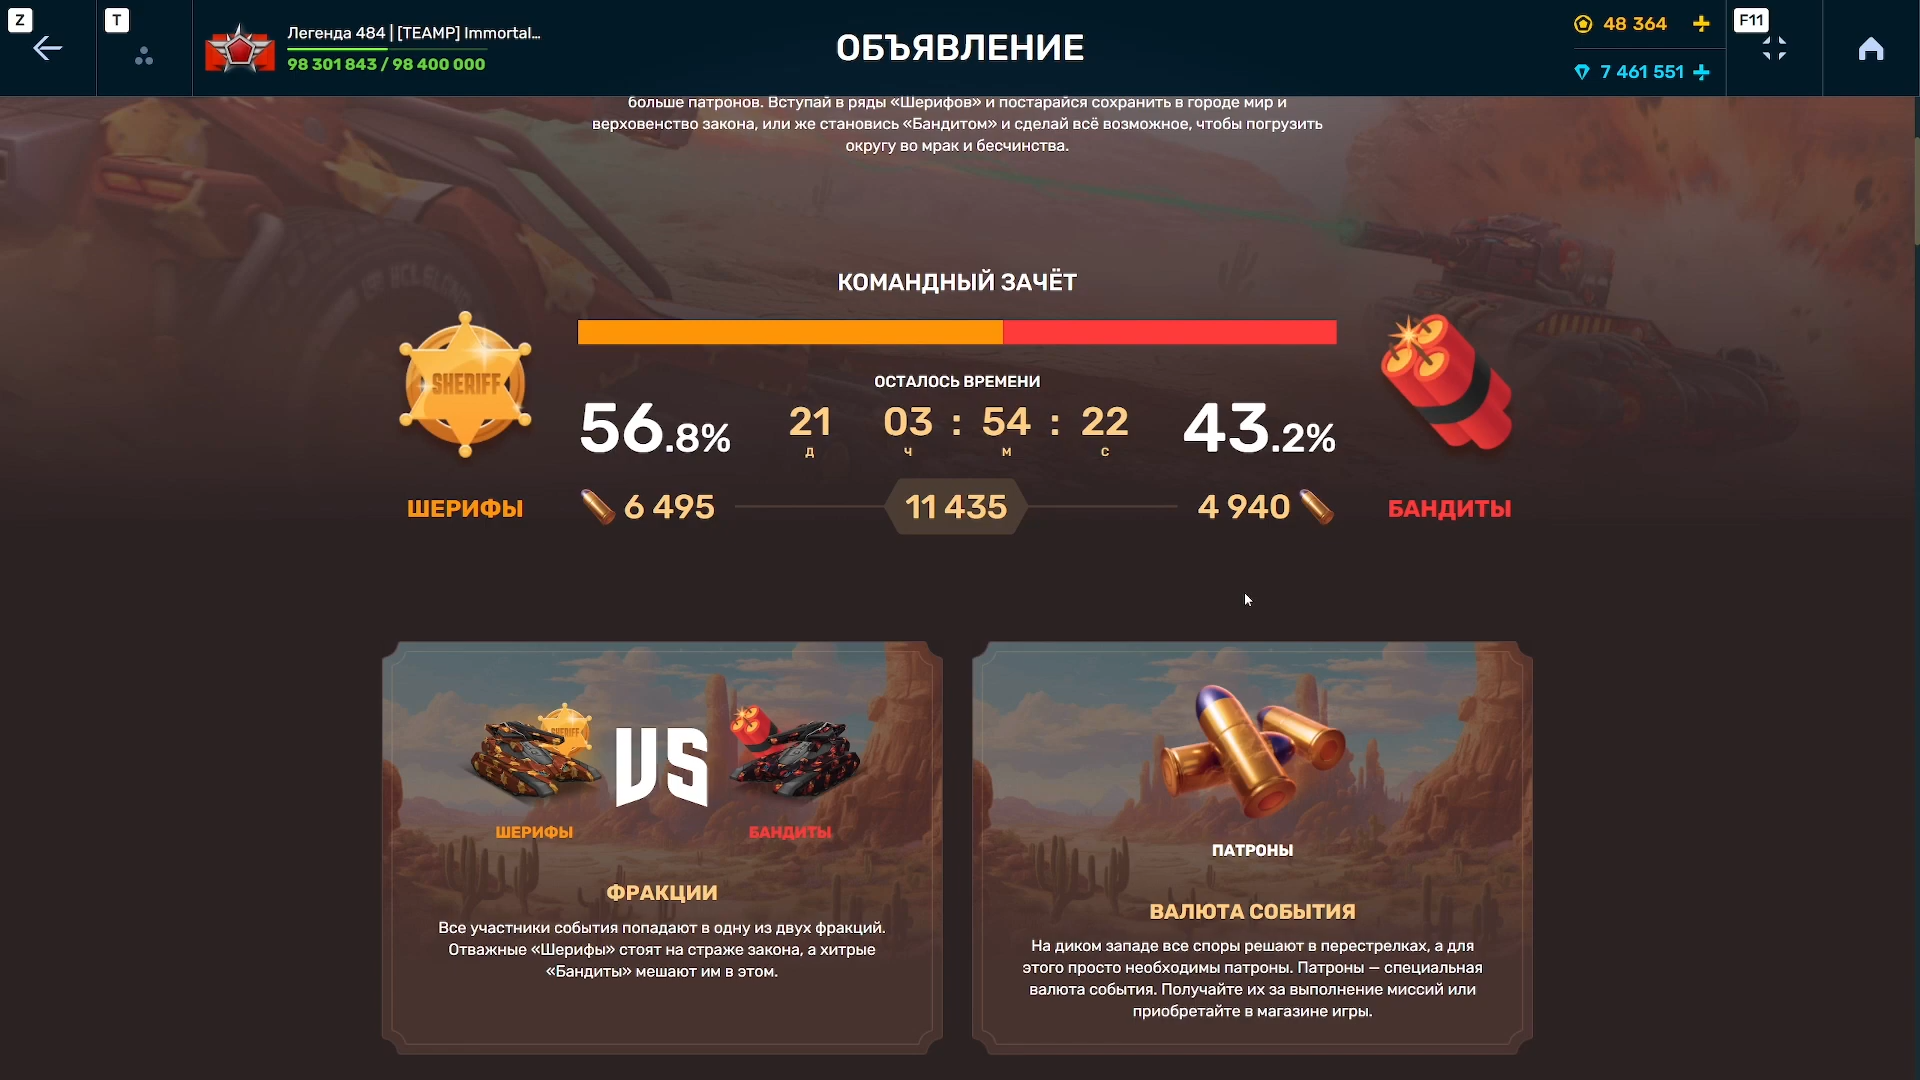 Z
T
Легенда 484 | [TEAMP] Immortal...
98 301 843 / 98 400 000
ОБЪЯВЛЕНИЕ
48 364
7 461 551
F11
больше патронов. Вступай в ряды «Шерифов» и постарайся сохранить в городе мир и
верховенство закона, или же становись «Бандитом» и сделай всё возможное, чтобы погрузить
округу во мрак и бесчинства.
КОМАНДНЫЙ ЗАЧЁТ
SHERIFF
ОСТАЛОСЬ ВРЕМЕНИ
56.8%
21 03 : 54 : 22
д ч м с
43.2%
ШЕРИФЫ
6 495
11 435
4 940
БАНДИТЫ
SHERIFF
VS
ШЕРИФЫ
БАНДИТЫ
ФРАКЦИИ
Все участники события попадают в одну из двух фракций.
Отважные «Шерифы» стоят на страже закона, а хитрые
«Бандиты» мешают им в этом.
ПАТРОНЫ
ВАЛЮТА СОБЫТИЯ
На диком западе все споры решают в перестрелках, а для
этого просто необходимы патроны. Патроны — специальная
валюта события. Получайте их за выполнение миссий или
приобретайте в магазине игры.